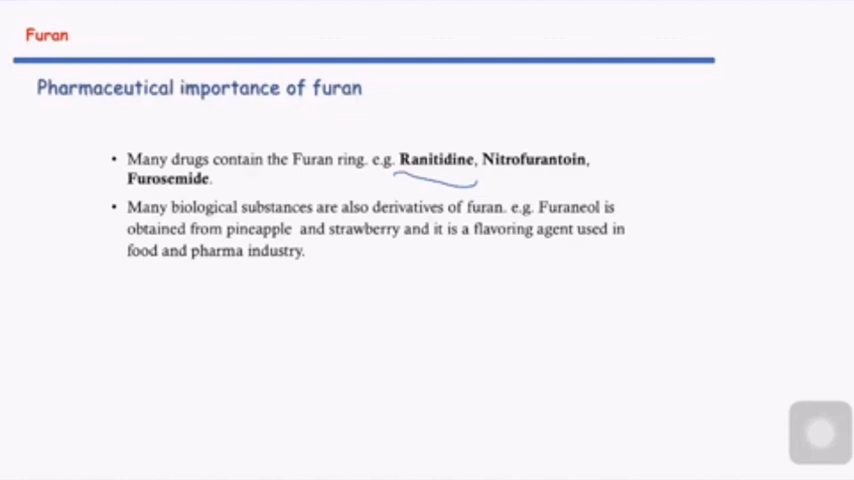 Furan
Pharmaceutical importance of furan
• Many drugs contain the Furan ring. e.g. Ranitidine, Nitrofurantoin,
Furosemide.
• Many biological substances are also derivatives of furan. e.g. Furaneol is
obtained from pineapple and strawberry and it is a flavoring agent used in
food and pharma industry.